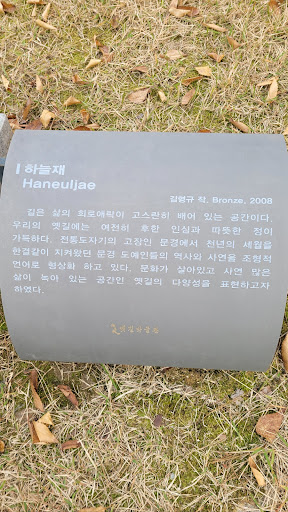 하늘재
Haneuljae
길령규 작, Bronze, 2008
길은 삶의 희로애락이 고스란히 배어 있는 공간이다.
우리의 옛길에는 여전히 후한 인심과 따뜻한 정이
가득하다. 전통도자기의 고장인 문경에서 천년의 세월을
한결같이 지켜왔던 문경 도예인들의 역사와 사연을 조형적
언어로 형상화 하고 있다. 문화가 살아있고 사연 많은
삶이 녹아 있는 공간인 옛길의 다양성을 표현하고자
하였다.